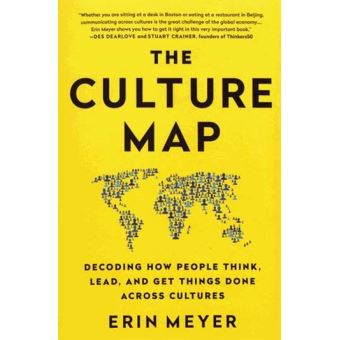 "Whether you are sitting at a desk in Boston or eating at a restaurant in Beijing,
communicating across cultures is the great challenge of the global economy....
Erin Meyer shows you how to get it right in this very important book."
—DES DEARLOVE and STUART CRAINER, founders of Thinkers50
THE
CULTURE
MAP
DECODING HOW PEOPLE THINK,
LEAD, AND GET THINGS DONE
ACROSS CULTURES
ERIN MEYER